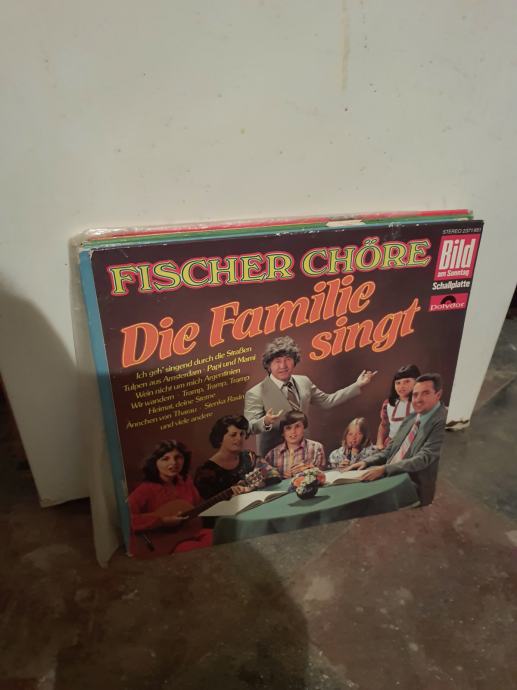 STEREO 2371 951
Bild
am Sonntag
Schallplatte
Polydor
FISCHER CHÖRE
Die Familie
singt
Ich geh' singend durch die Straßen
Tulpen aus Amsterdam · Papi und Mami
Wein nicht um mich Argentinien
Wir wandern · Tramp, Tramp, Tramp
Heimat, deine Sterne
Ännchen von Tharau · Stenka Rasin
und viele andere